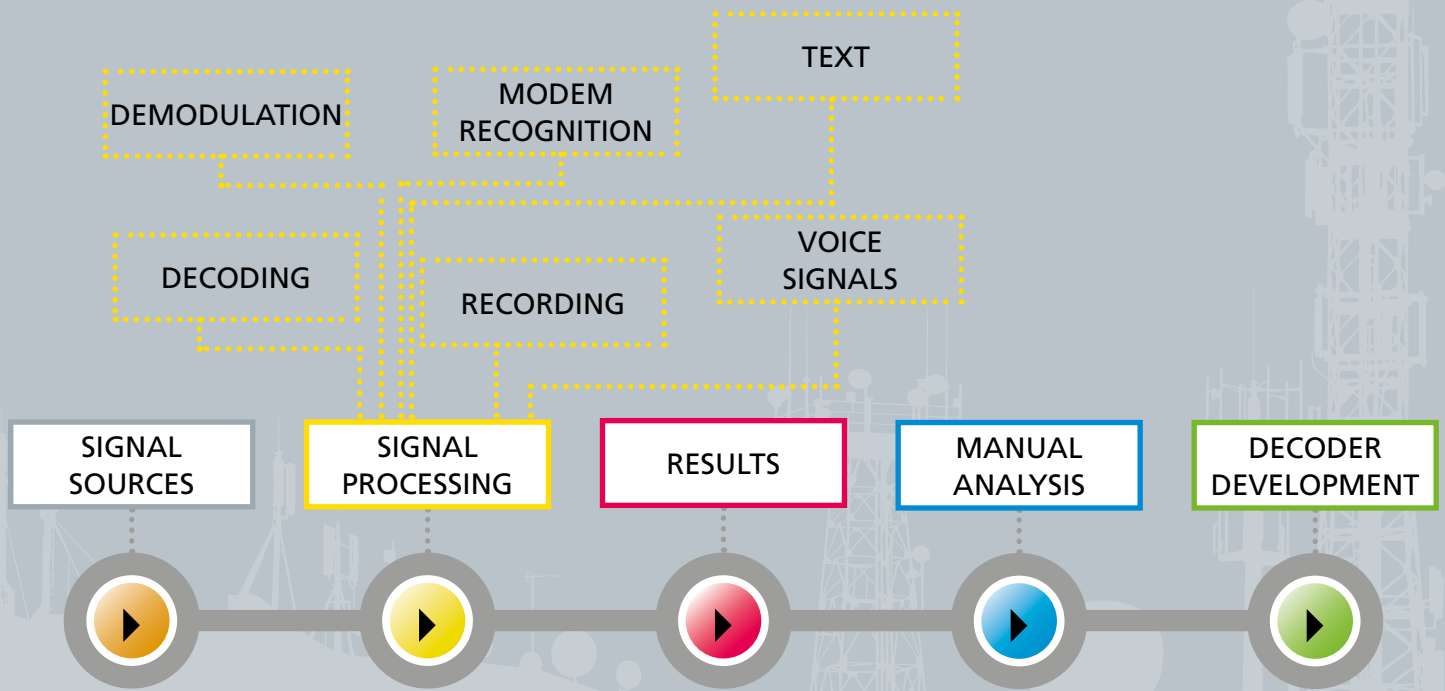 TEXT
DEMODULATION
MODEM
RECOGNITION
VOICE
SIGNALS
DECODING
RECORDING
SIGNAL
SOURCES
SIGNAL
PROCESSING
RESULTS
MANUAL
ANALYSIS
DECODER
DEVELOPMENT